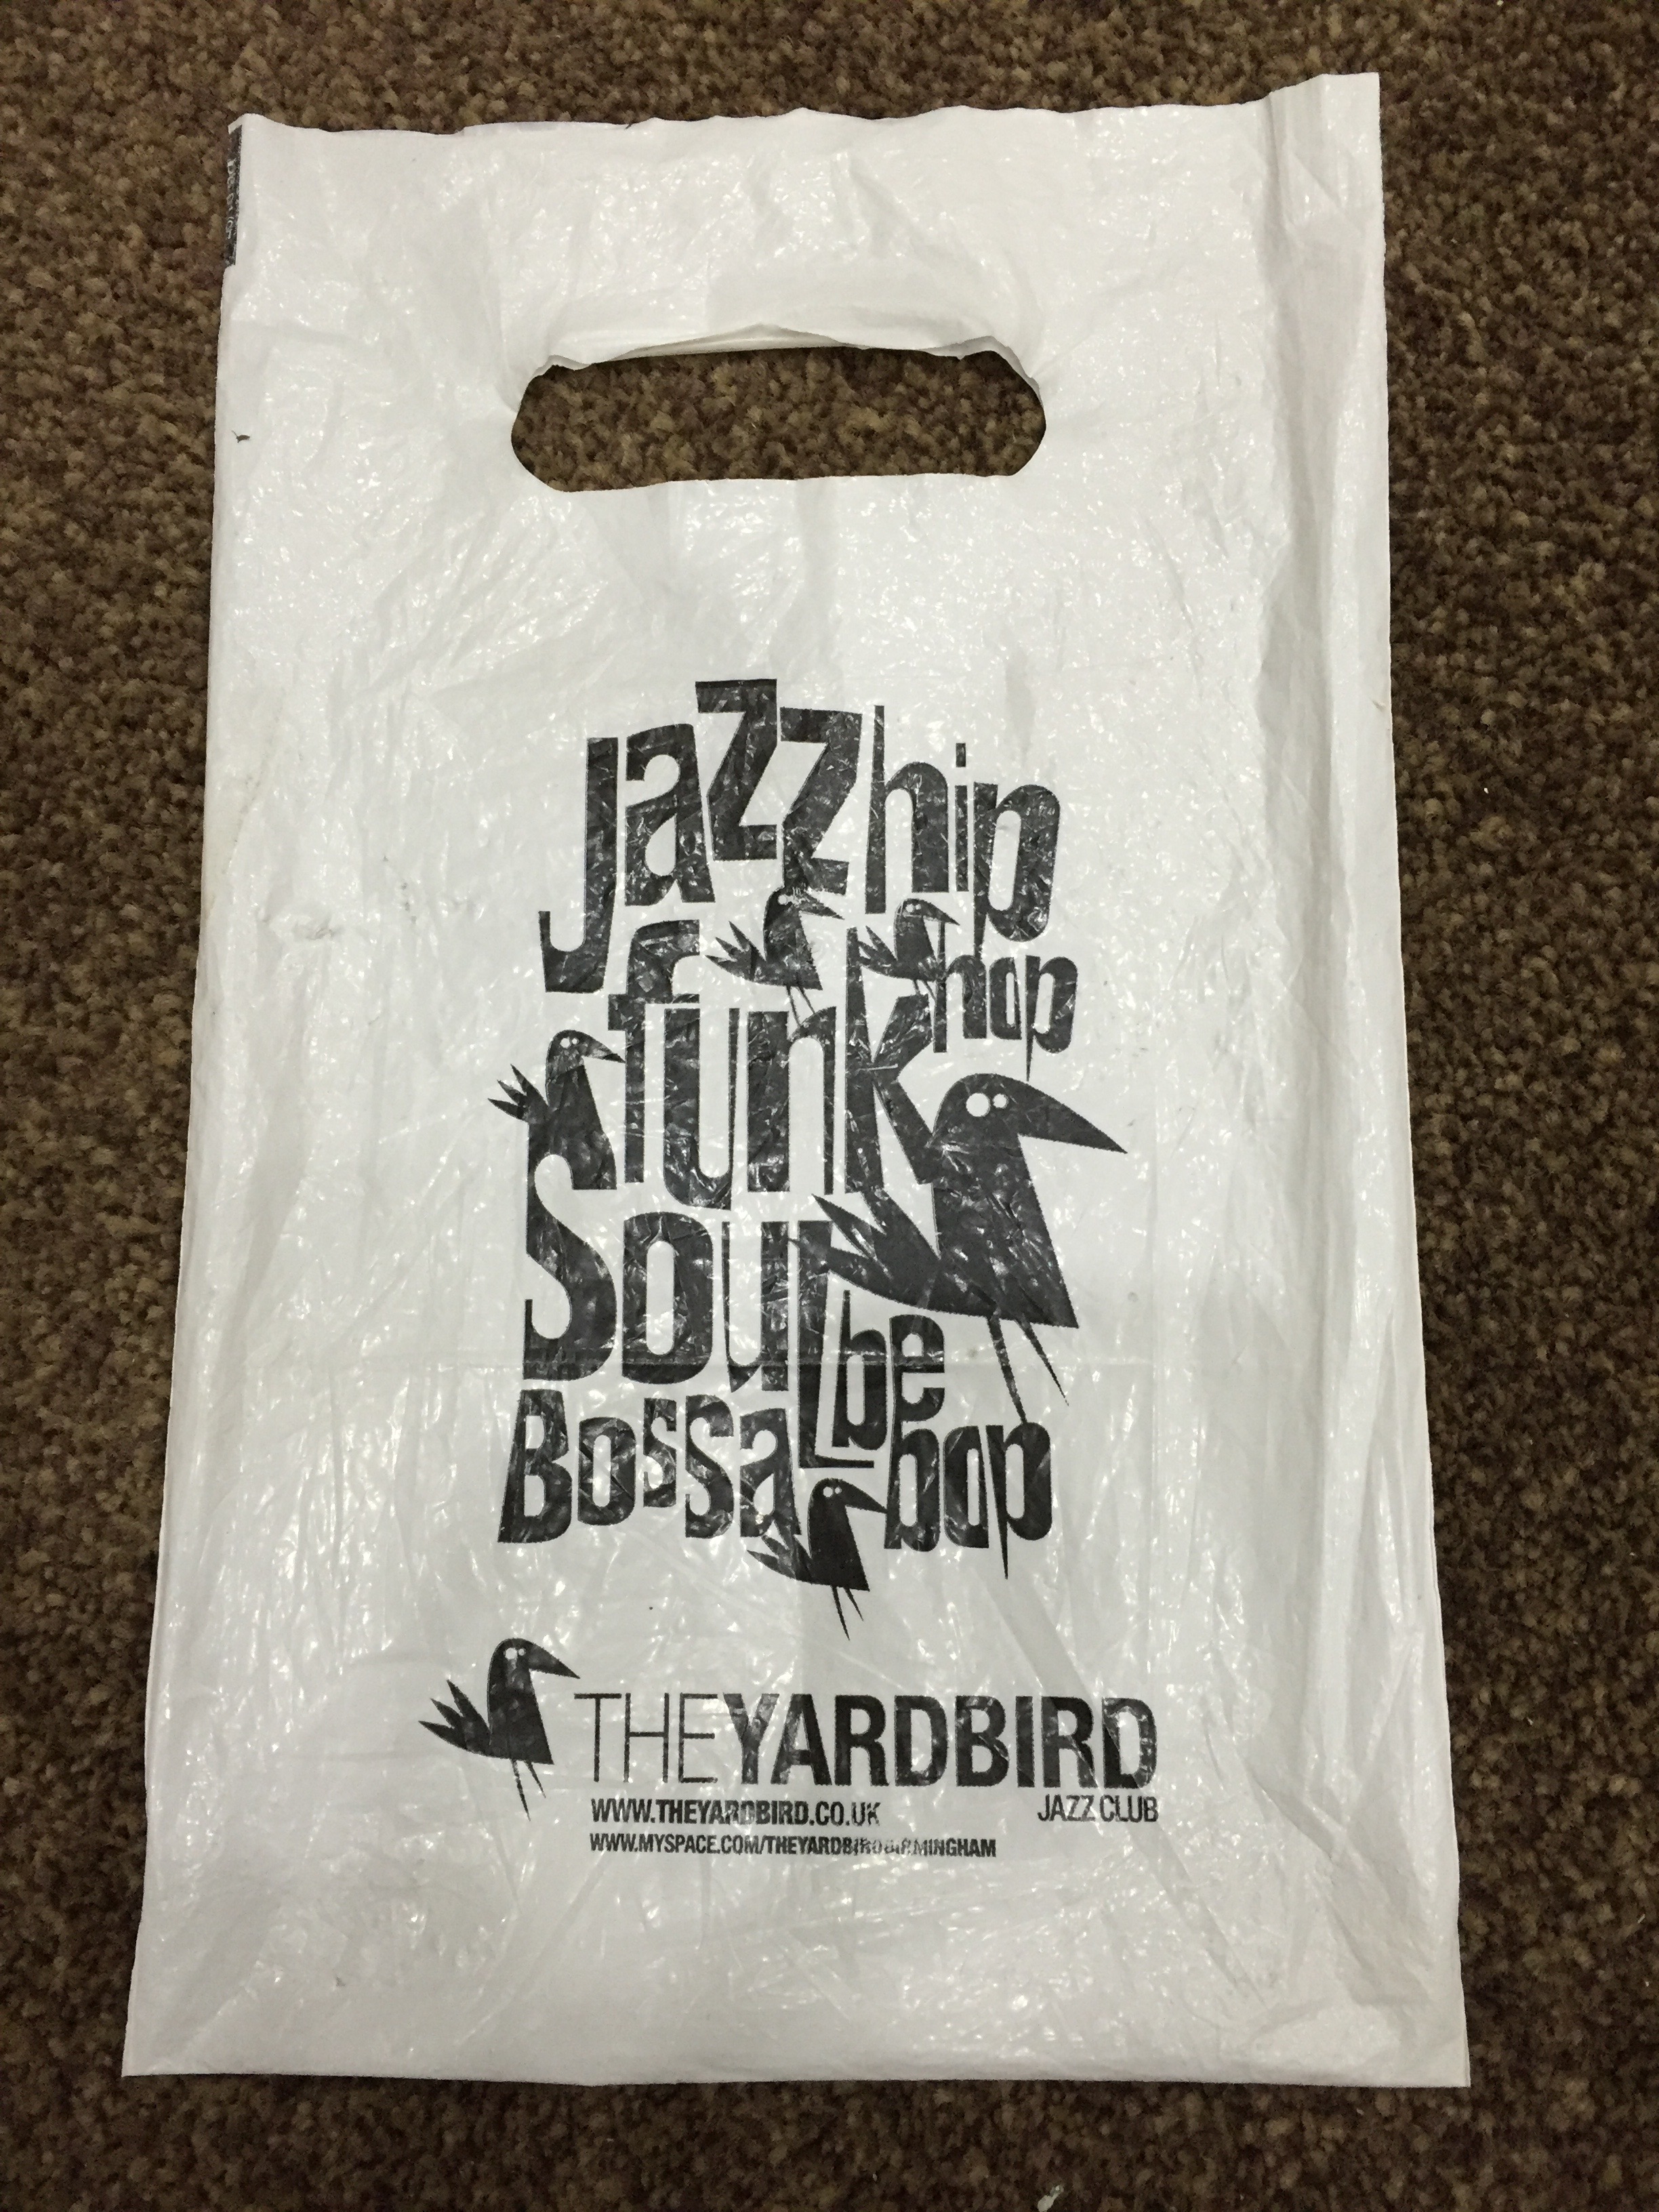 Jazz hip
hop
funk
Soul be
Bossa bop
THEYARDBIRD
WWW.THEYARDBIRD.CO.UK JAZZ CLUB
WWW.MYSPACE.COM/THEYARDBIRDBIRMINGHAM